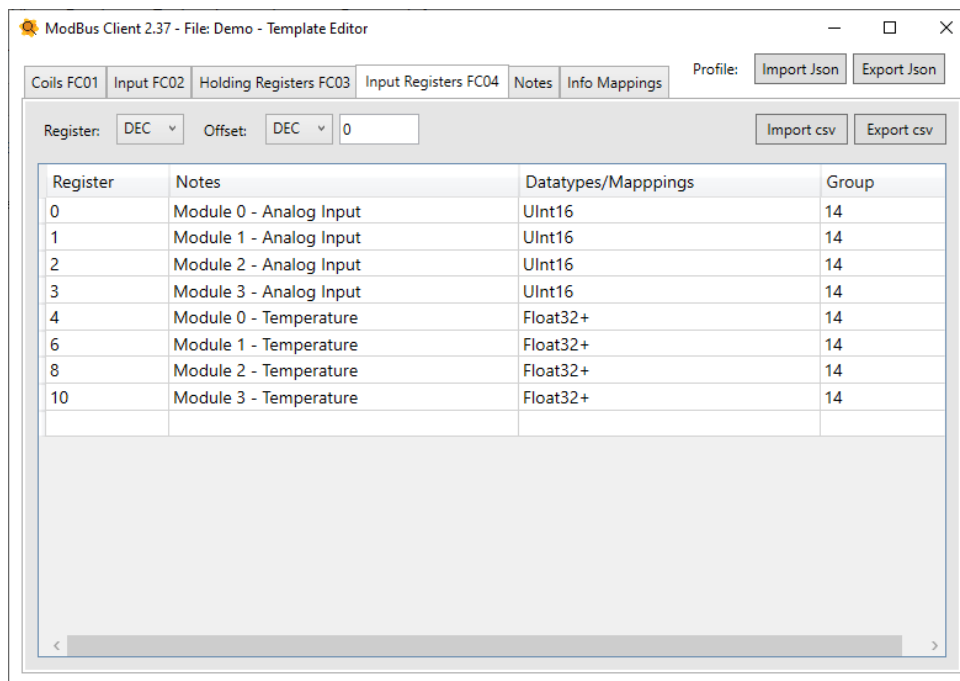 ModBus Client 2.37 - File: Demo - Template Editor
Coils FC01 Input FC02 Holding Registers FC03 Input Registers FC04 Notes Info Mappings Profile: Import Json Export Json
Register: DEC Offset: DEC 0 Import csv Export csv
Register Notes Datatypes/Mapppings Group
0 Module 0 - Analog Input UInt16 14
1 Module 1 - Analog Input UInt16 14
2 Module 2 - Analog Input UInt16 14
3 Module 3 - Analog Input UInt16 14
4 Module 0 - Temperature Float32+ 14
6 Module 1 - Temperature Float32+ 14
8 Module 2 - Temperature Float32+ 14
10 Module 3 - Temperature Float32+ 14